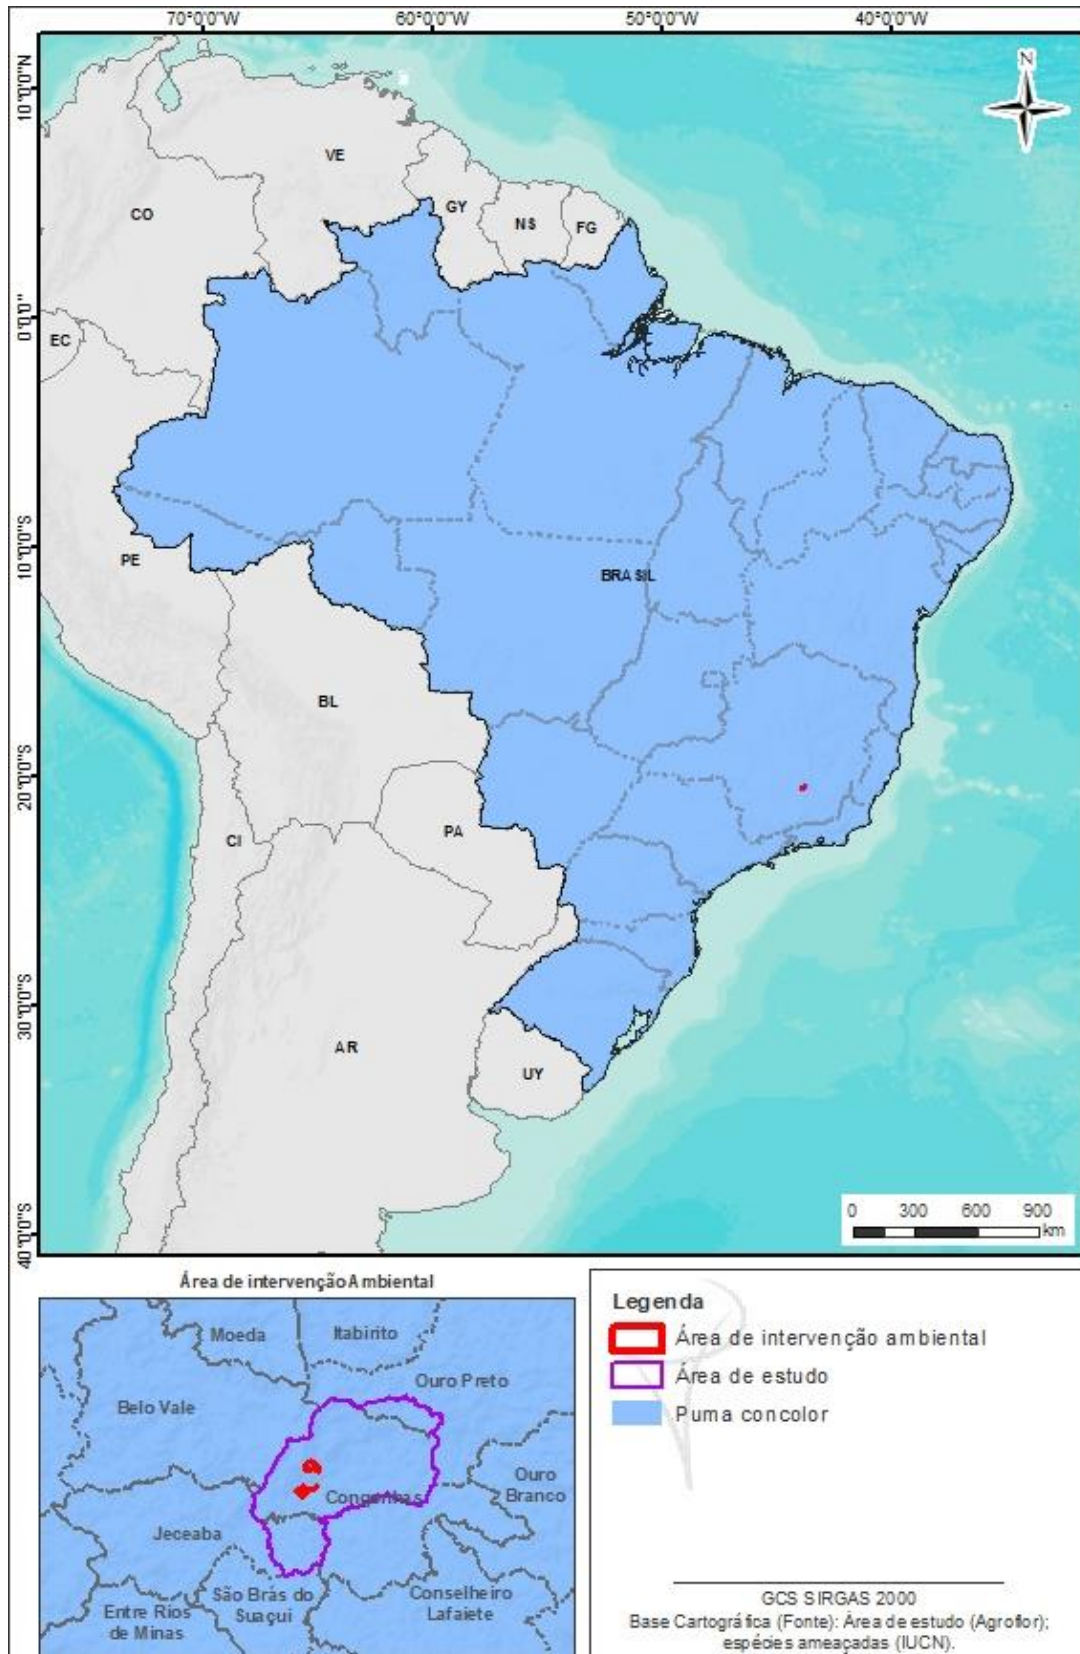 70°0'0"W 60°0'0"W 50°0'0"W 40°0'0"W
10°0'0"N
N
VE
CO
GY
NS
FG
0°0'0"
EC
10°0'0"S
PE
BRASIL
BL
20°0'0"S
CI
PA
30°0'0"S
AR
UY
40°0'0"S
0 300 600 900
km
Área de intervenção Ambiental
Moeda
Itabirito
Ouro Preto
Belo Vale
Ouro
Branco
Congonhas
Jeceaba
São Brás do
Suaçuí
Conselheiro
Lafaiete
Entre Rios
de Minas
Legenda
Área de intervenção ambiental
Área de estudo
Puma concolor
GCS SIRGAS 2000
Base Cartográfica (Fonte): Área de estudo (Agroflor);
espécies ameaçadas (IUCN).